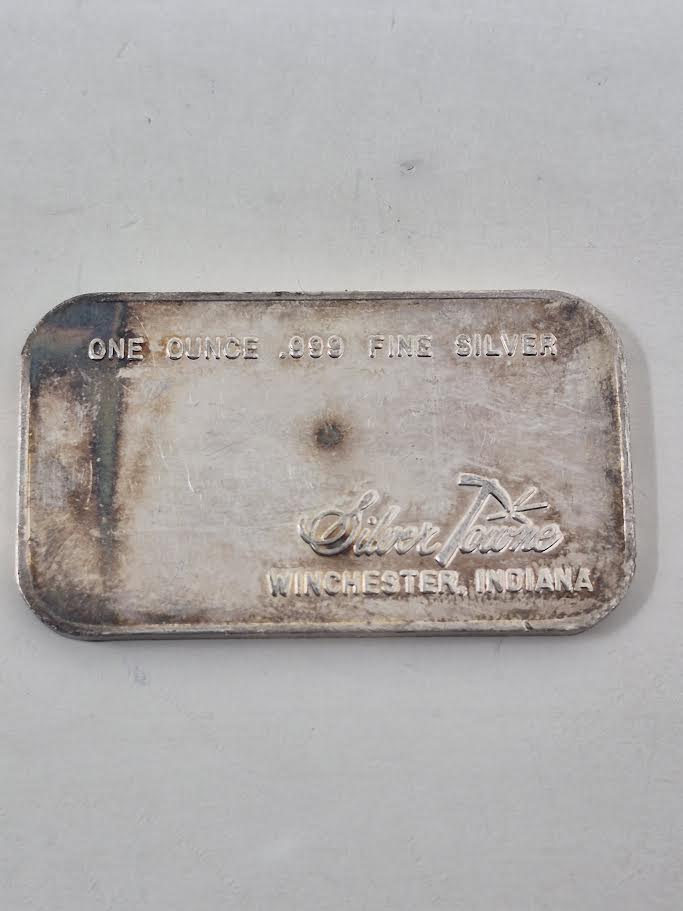 ONE OUNCE .999 FINE SILVER
Silver Towne
WINCHESTER, INDIANA